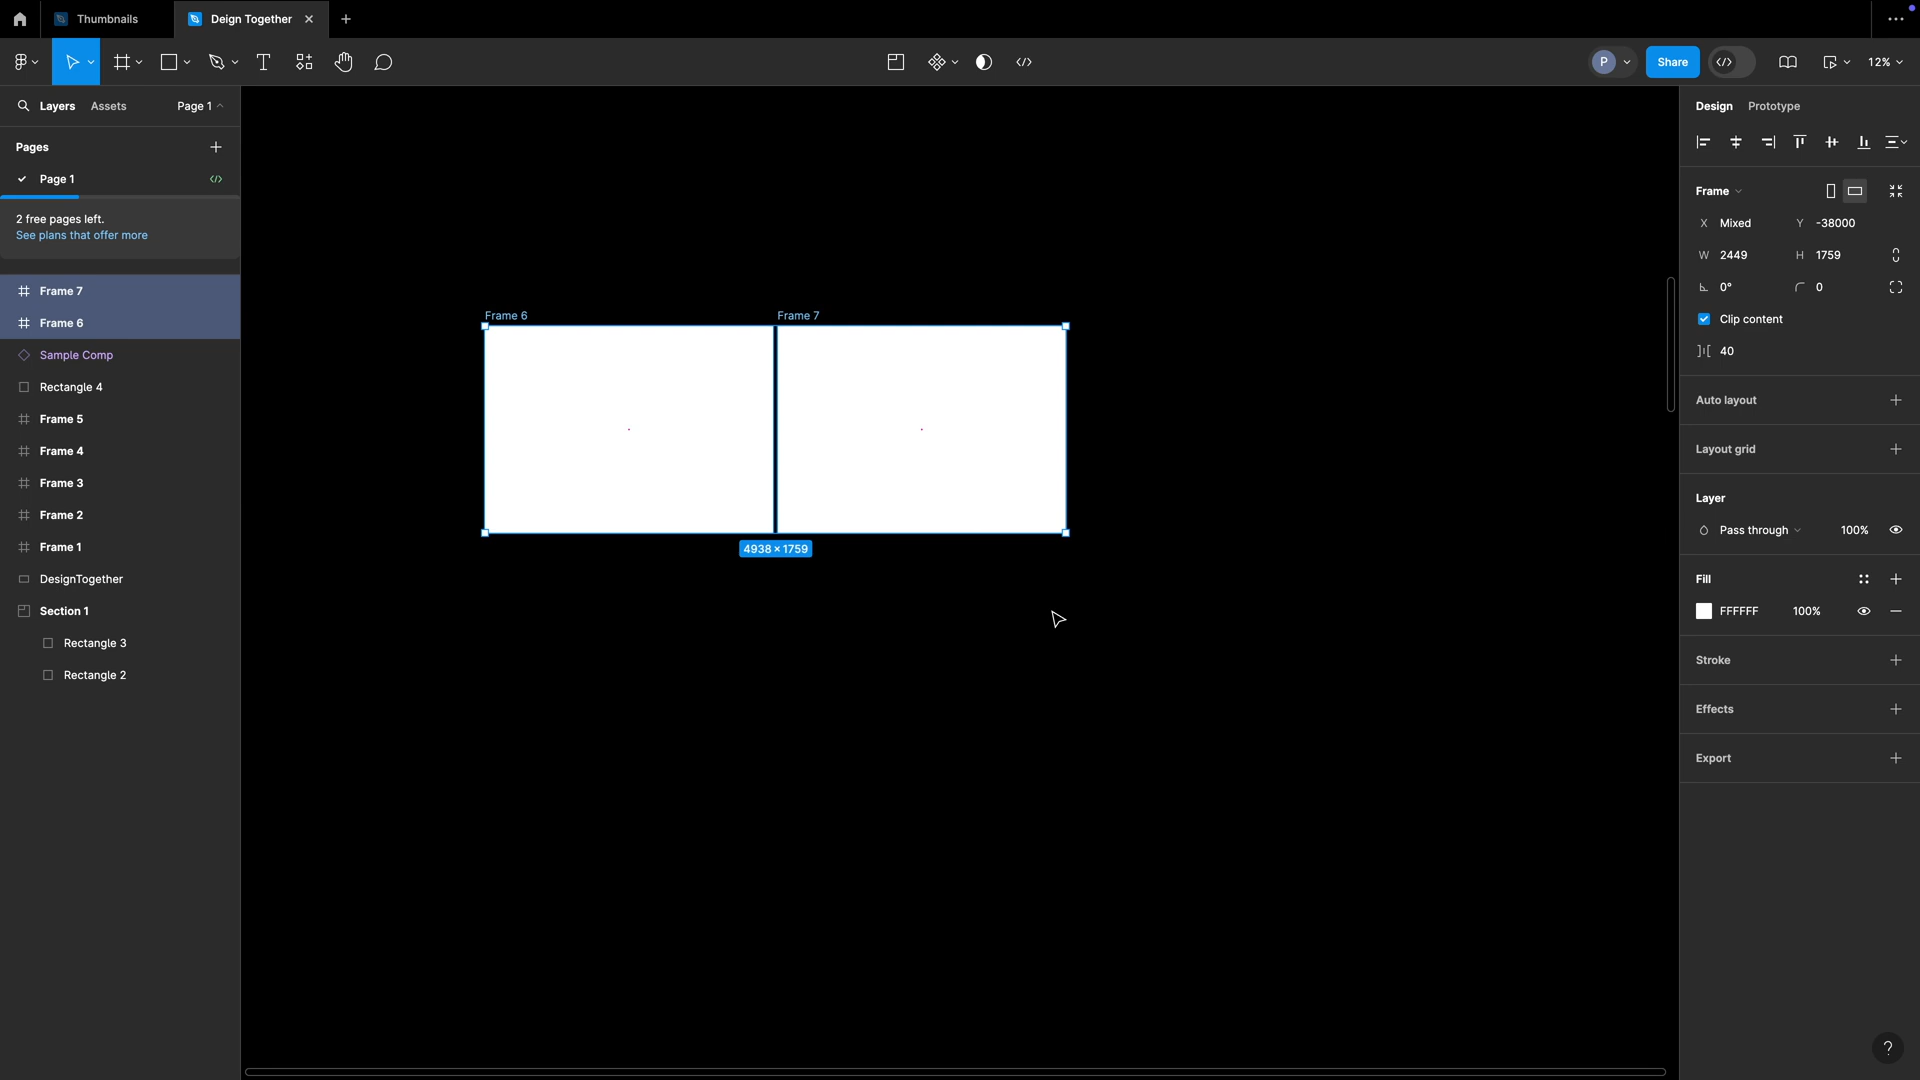 Thumbnails
Deign Together
P
Share
12%
Layers
Assets
Page 1
Pages
Page 1
2 free pages left.
See plans that offer more
Frame 7
Frame 6
Sample Comp
Rectangle 4
Frame 5
Frame 4
Frame 3
Frame 2
Frame 1
DesignTogether
Section 1
Rectangle 3
Rectangle 2
Frame 6
Frame 7
4938 × 1759
Design
Prototype
Frame
X Mixed
Y -38000
W 2449
H 1759
0°
0
Clip content
40
Auto layout
Layout grid
Layer
Pass through
100%
Fill
FFFFFF
100%
Stroke
Effects
Export
?